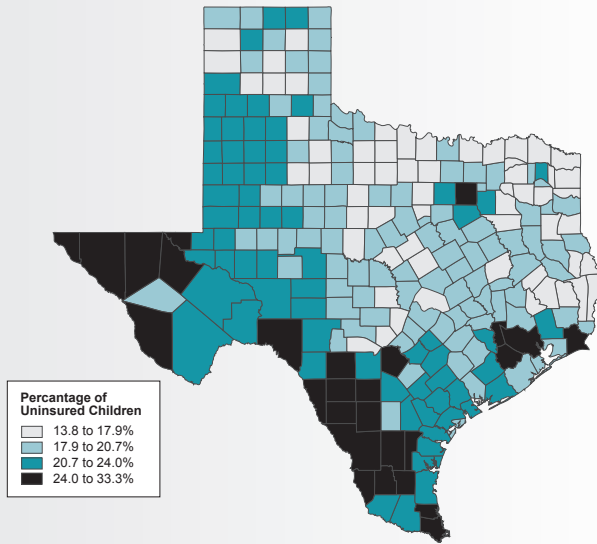 Percantage of
Uninsured Children
13.8 to 17.9%
17.9 to 20.7%
20.7 to 24.0%
24.0 to 33.3%